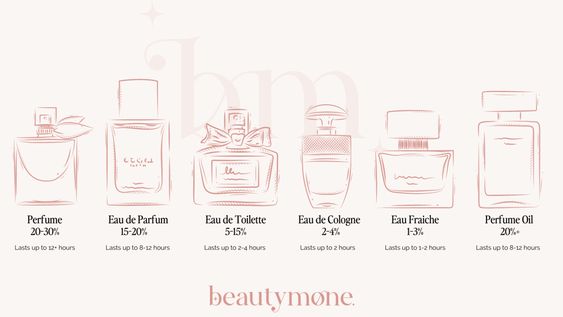 bm
Perfume
20-30%
Lasts up to 12+ hours
Eau de Parfum
15-20%
Lasts up to 8-12 hours
Eau de Toilette
5-15%
Lasts up to 2-4 hours
Eau de Cologne
2-4%
Lasts up to 2 hours
Eau Fraiche
1-3%
Lasts up to 1-2 hours
Perfume Oil
20%+
Lasts up to 8-12 hours
beautymone.